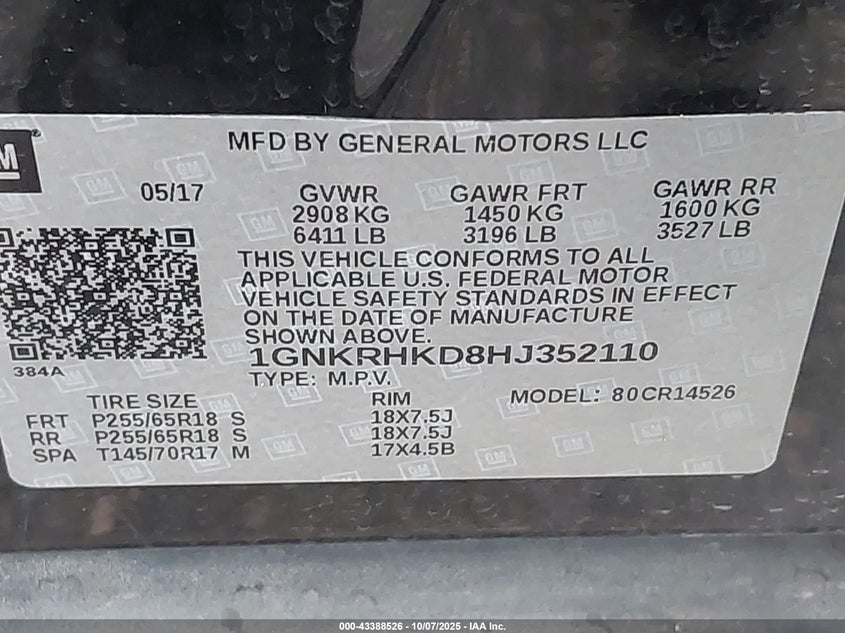 GM
MFD BY GENERAL MOTORS LLC
05/17 GVWR GAWR FRT GAWR RR
2908 KG 1450 KG 1600 KG
6411 LB 3196 LB 3527 LB
THIS VEHICLE CONFORMS TO ALL
APPLICABLE U.S. FEDERAL MOTOR
VEHICLE SAFETY STANDARDS IN EFFECT
ON THE DATE OF MANUFACTURE
SHOWN ABOVE.
1GNKRHKD8HJ352110
384A
TYPE: M.P.V.
MODEL: 80CR14526
TIRE SIZE RIM
FRT P255/65R18 S 18X7.5J
RR P255/65R18 S 18X7.5J
SPA T145/70R17 M 17X4.5B
000-43388526 - 10/07/2025 - IAA Inc.